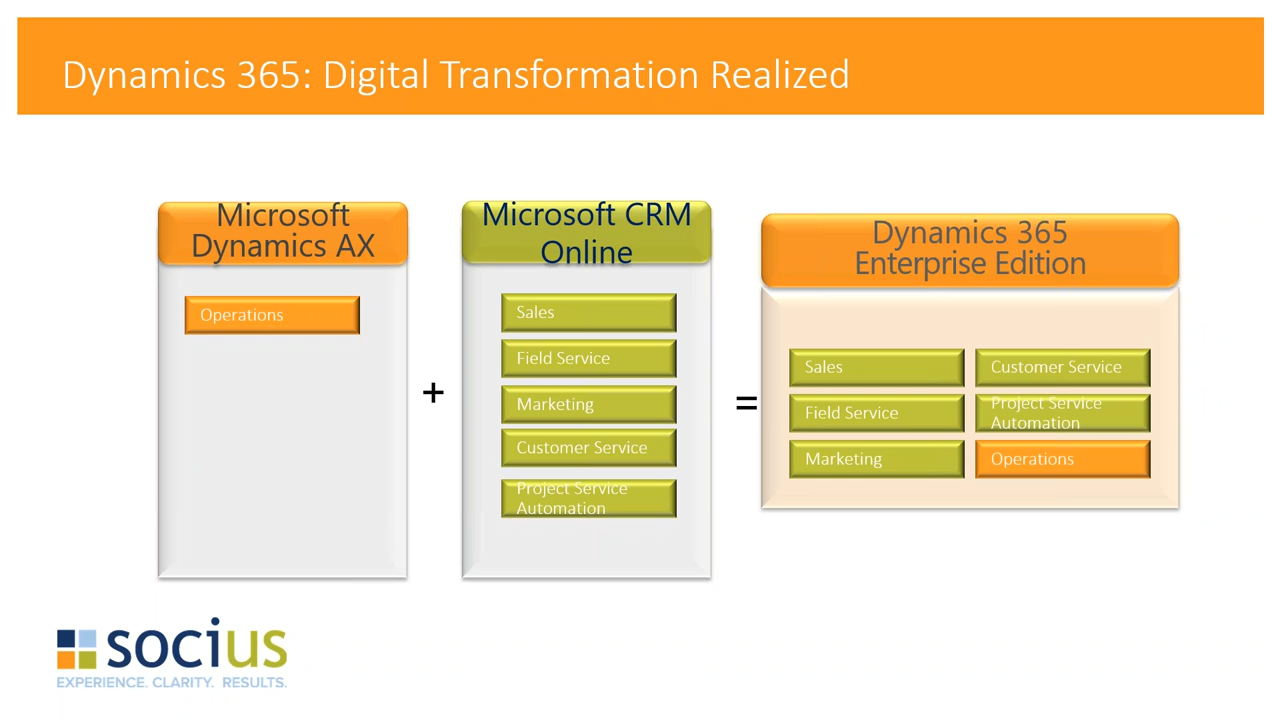 Dynamics 365: Digital Transformation Realized
Microsoft
Dynamics AX
Operations
+
Microsoft CRM
Online
Sales
Field Service
Marketing
Customer Service
Project Service
Automation
=
Dynamics 365
Enterprise Edition
Sales
Customer Service
Field Service
Project Service
Automation
Marketing
Operations
socius
EXPERIENCE. CLARITY. RESULTS.